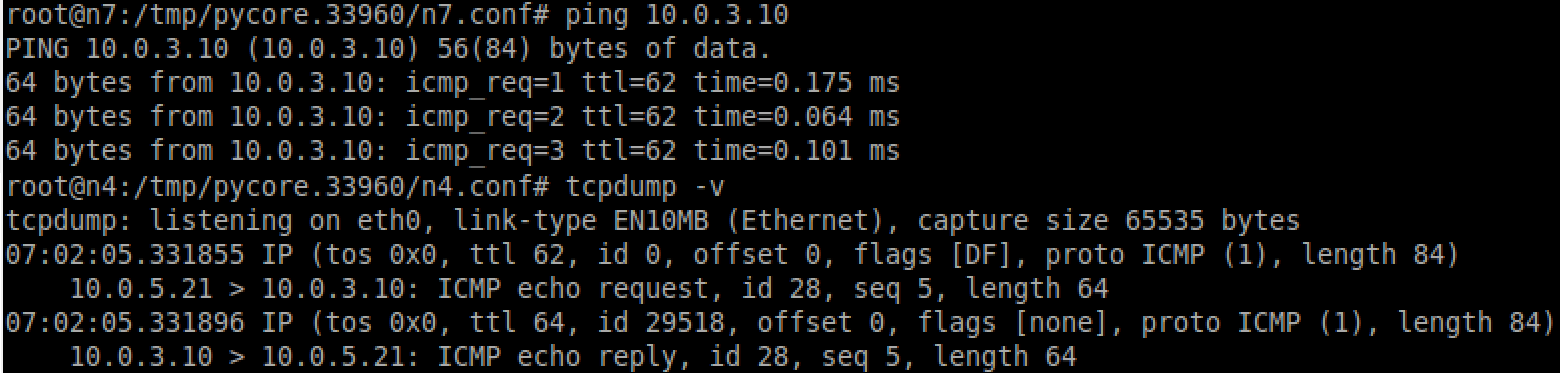 root@n7:/tmp/pycore.33960/n7.conf# ping 10.0.3.10
PING 10.0.3.10 (10.0.3.10) 56(84) bytes of data.
64 bytes from 10.0.3.10: icmp_req=1 ttl=62 time=0.175 ms
64 bytes from 10.0.3.10: icmp_req=2 ttl=62 time=0.064 ms
64 bytes from 10.0.3.10: icmp_req=3 ttl=62 time=0.101 ms
root@n4:/tmp/pycore.33960/n4.conf# tcpdump -v
tcpdump: listening on eth0, link-type EN10MB (Ethernet), capture size 65535 bytes
07:02:05.331855 IP (tos 0x0, ttl 62, id 0, offset 0, flags [DF], proto ICMP (1), length 84)
    10.0.5.21 > 10.0.3.10: ICMP echo request, id 28, seq 5, length 64
07:02:05.331896 IP (tos 0x0, ttl 64, id 29518, offset 0, flags [none], proto ICMP (1), length 84)
    10.0.3.10 > 10.0.5.21: ICMP echo reply, id 28, seq 5, length 64